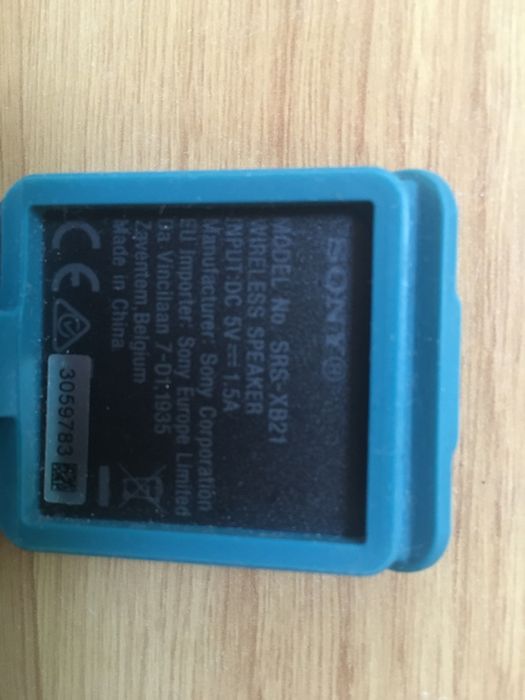 SONY®
MODEL No. SRS-XB21
WIRELESS SPEAKER
INPUT:DC 5V⎓1.5A
Manufacturer: Sony Corporation
EU Importer: Sony Europe Limited
Da Vincilaan 7-D1,1935
Zaventem, Belgium
Made in China
CE
3059783